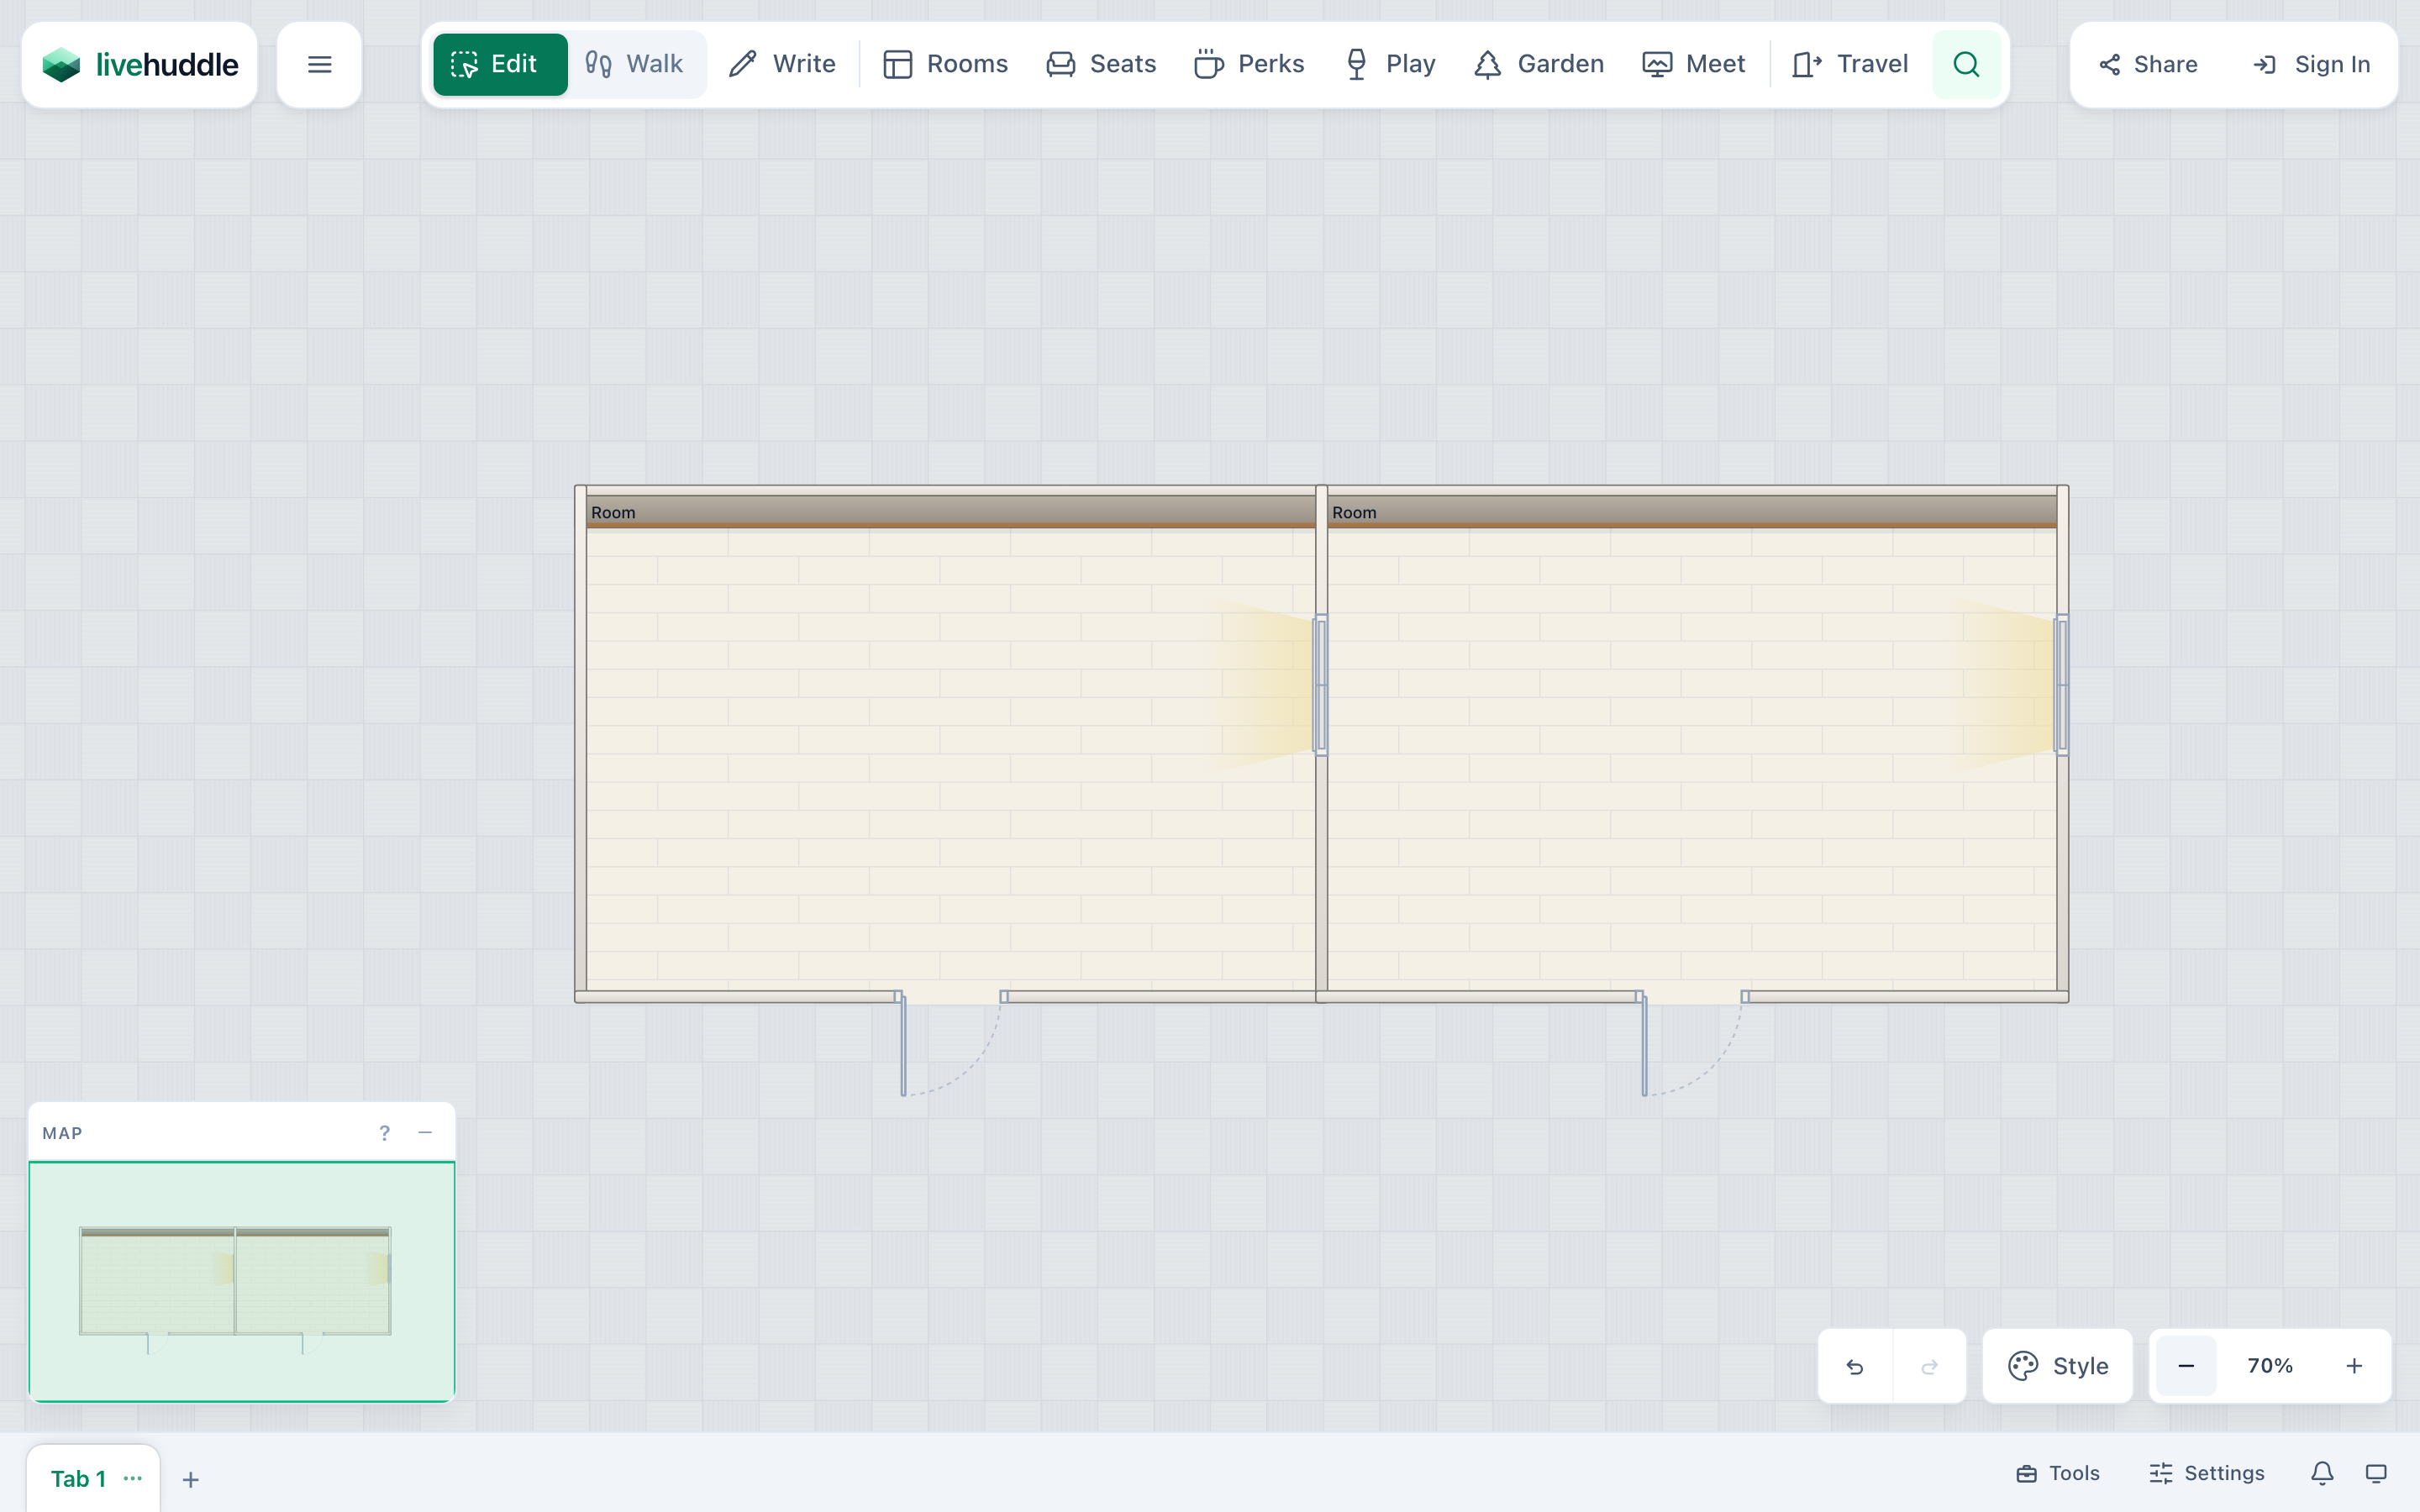 livehuddle
Edit
Walk
Write
Rooms
Seats
Perks
Play
Garden
Meet
Travel
Share
Sign In
Room
Room
MAP
?
Style
70%
Tab 1
Tools
Settings